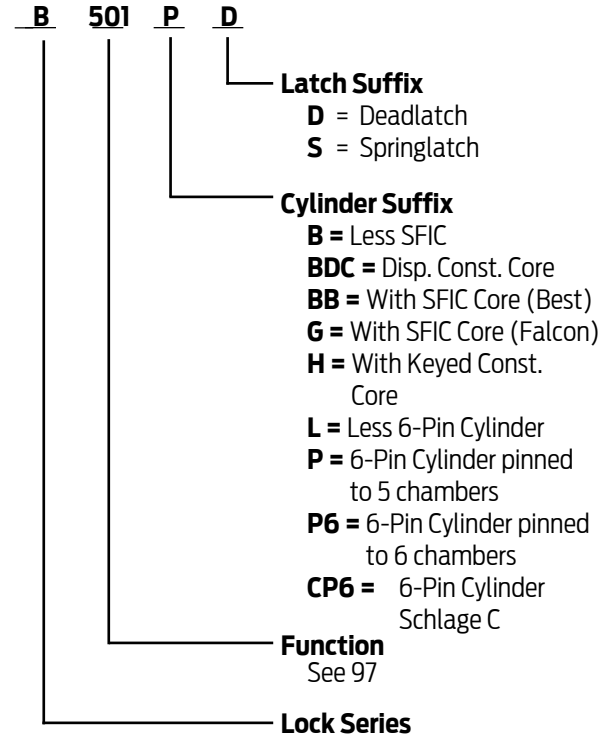 B 501 P D
Latch Suffix
D = Deadlatch
S = Springlatch
Cylinder Suffix
B = Less SFIC
BDC = Disp. Const. Core
BB = With SFIC Core (Best)
G = With SFIC Core (Falcon)
H = With Keyed Const.
Core
L = Less 6-Pin Cylinder
P = 6-Pin Cylinder pinned
to 5 chambers
P6 = 6-Pin Cylinder pinned
to 6 chambers
CP6 = 6-Pin Cylinder
Schlage C
Function
See 97
Lock Series